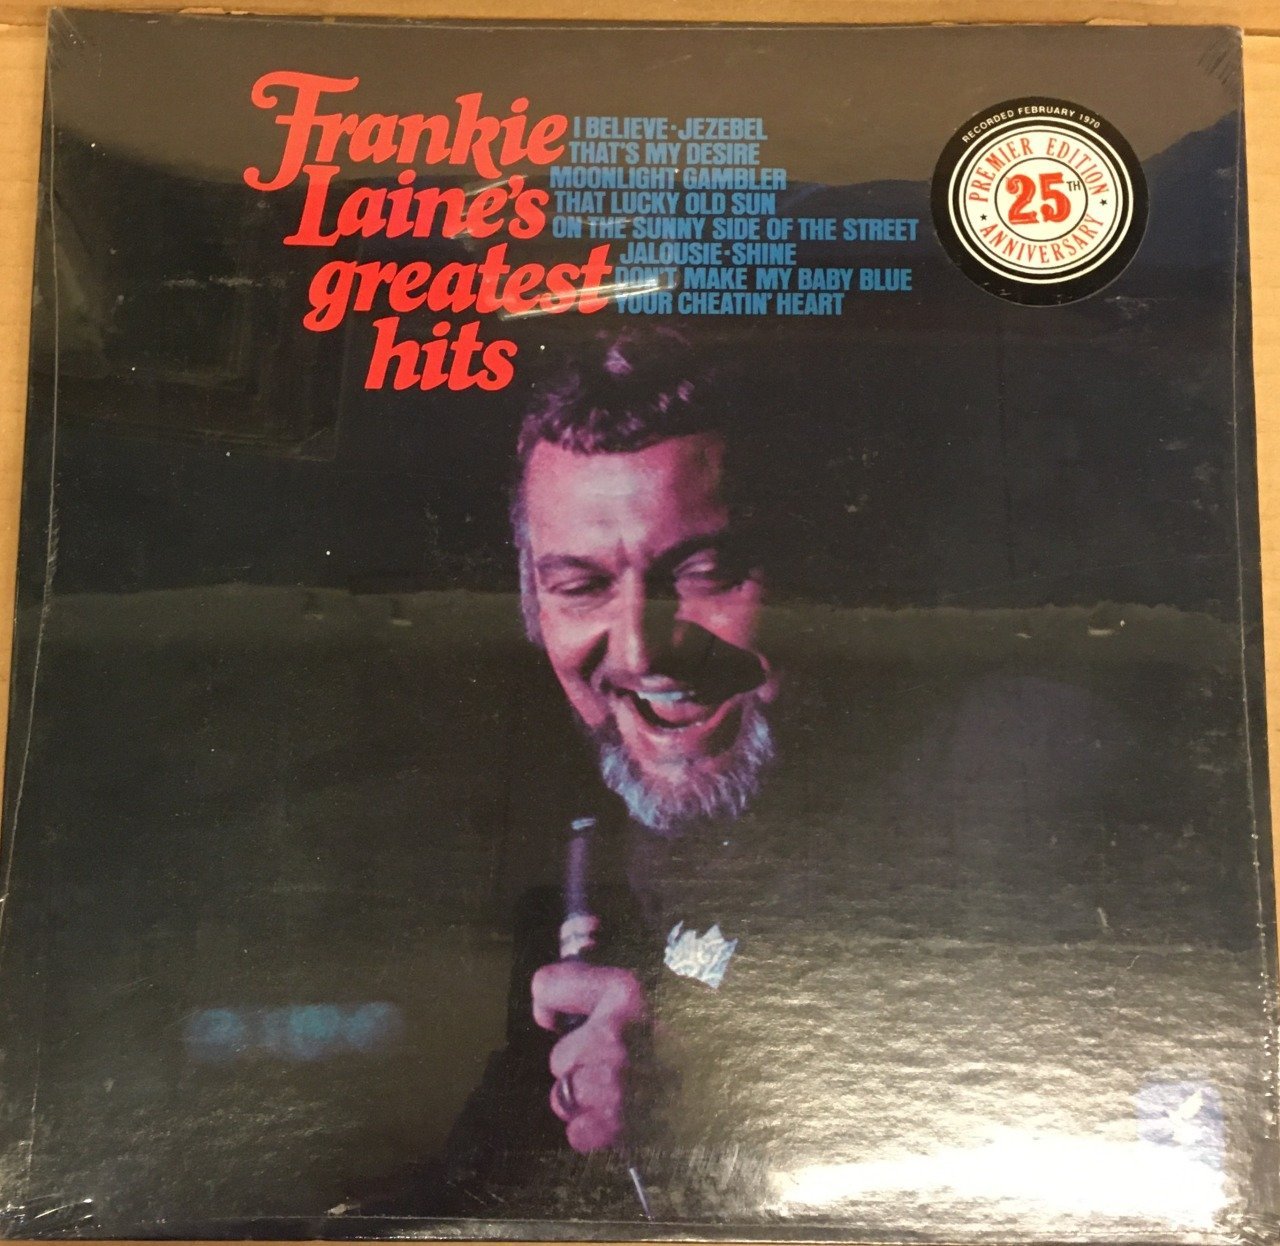 Frankie
Laine's
greatest
hits
I BELIEVE·JEZEBEL
THAT'S MY DESIRE
MOONLIGHT GAMBLER
THAT LUCKY OLD SUN
ON THE SUNNY SIDE OF THE STREET
JALOUSIE·SHINE
DON'T MAKE MY BABY BLUE
YOUR CHEATIN' HEART
RECORDED FEBRUARY 1970
PREMIER EDITION
25TH
ANNIVERSARY